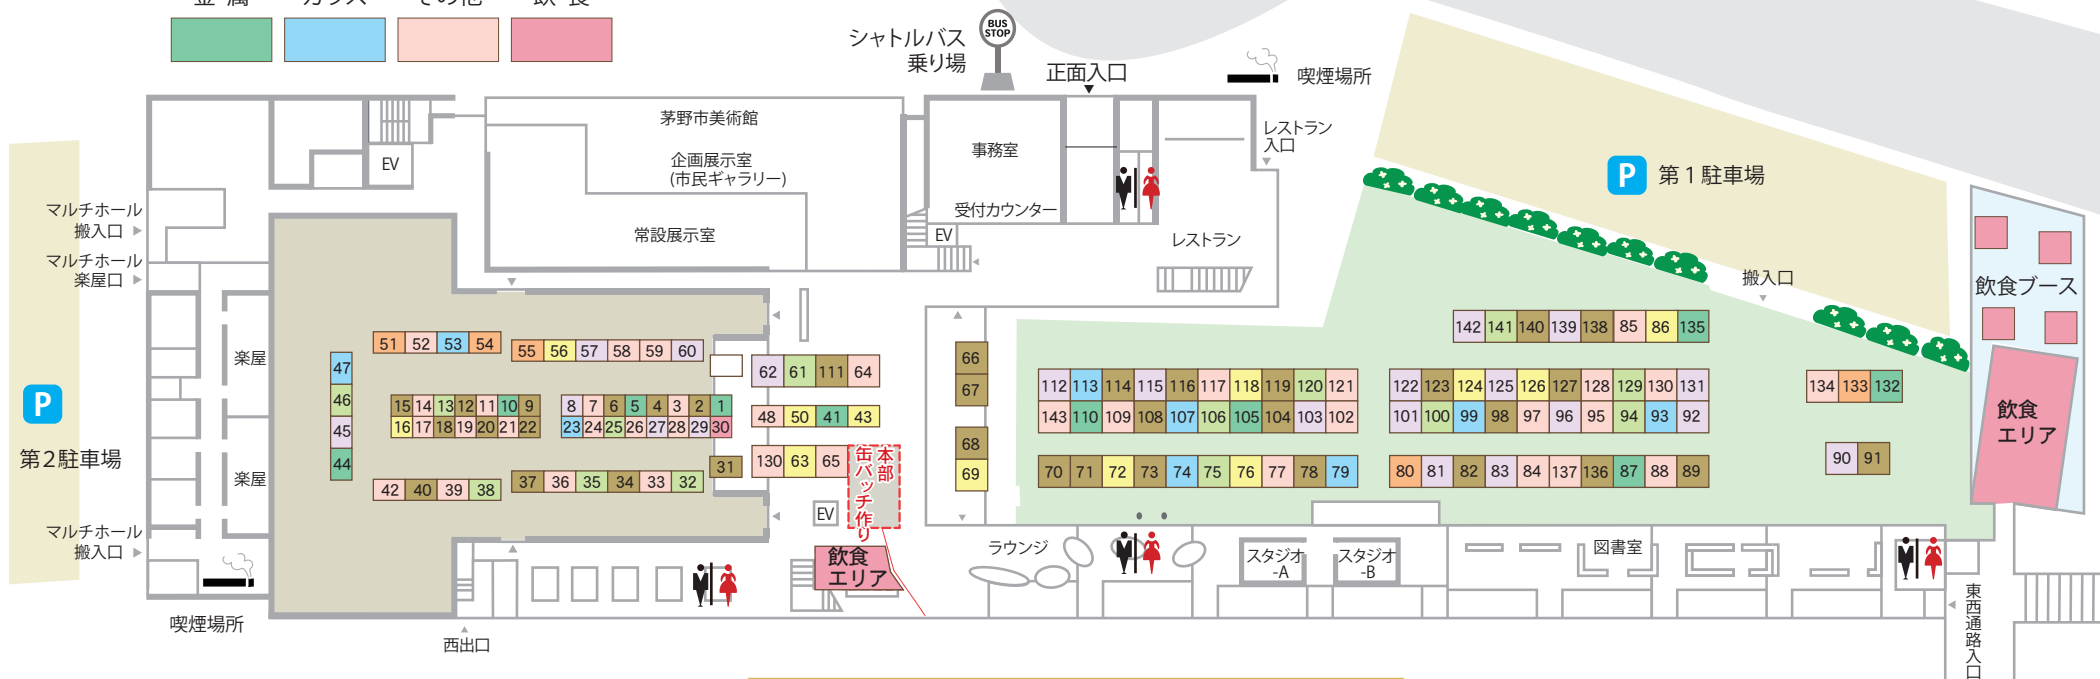 金 属
ガラス
その他
飲 食
BUS
STOP
シャトルバス
乗り場
正面入口
喫煙場所
茅野市美術館
企画展示室
(市民ギャラリー)
常設展示室
EV
事務室
受付カウンター
EV
レストラン
入口
レストラン
P
第1駐車場
搬入口
飲食ブース
飲食
エリア
マルチホール
搬入口
マルチホール
楽屋口
P
第2駐車場
マルチホール
搬入口
楽屋
楽屋
喫煙場所
西出口
51 52 53 54
55 56 57 58 59 60
47
46
45
44
15 14 13 12 11 10 9
16 17 18 19 20 21 22
8 7 6 5 4 3 2 1
23 24 25 26 27 28 29 30
42 40 39 38
37 36 35 34 33 32
31
62 61 111 64
48 50 41 43
130 63 65
本部
缶バッチ作り
EV
飲食
エリア
66
67
68
69
142 141 140 139 138 85 86 135
112 113 114 115 116 117 118 119 120 121
143 110 109 108 107 106 105 104 103 102
122 123 124 125 126 127 128 129 130 131
101 100 99 98 97 96 95 94 93 92
134 133 132
90 91
70 71 72 73 74 75 76 77 78 79
80 81 82 83 84 137 136 87 88 89
ラウンジ
スタジオ
-A
スタジオ
-B
図書室
東西通路入口